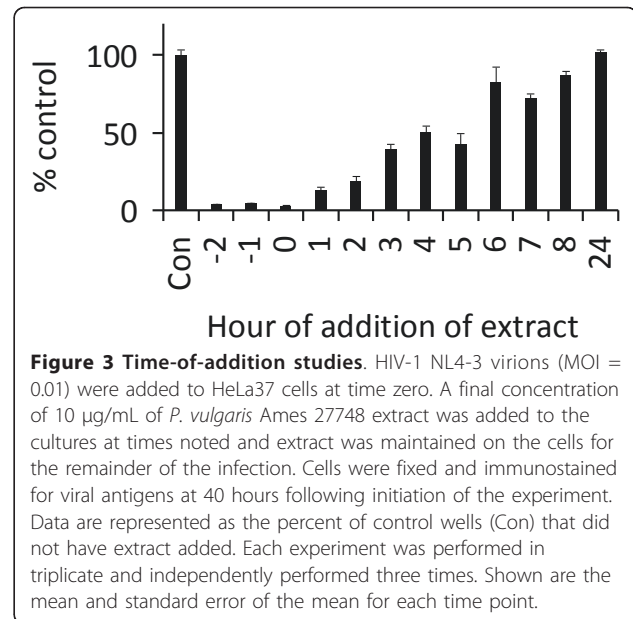 % control
100
50
0
Con
-2
-1
0
1
2
3
4
5
6
7
8
24
Hour of addition of extract
Figure 3 Time-of-addition studies. HIV-1 NL4-3 virions (MOI =
0.01) were added to HeLa37 cells at time zero. A final concentration
of 10 μg/mL of P. vulgaris Ames 27748 extract was added to the
cultures at times noted and extract was maintained on the cells for
the remainder of the infection. Cells were fixed and immunostained
for viral antigens at 40 hours following initiation of the experiment.
Data are represented as the percent of control wells (Con) that did
not have extract added. Each experiment was performed in
triplicate and independently performed three times. Shown are the
mean and standard error of the mean for each time point.